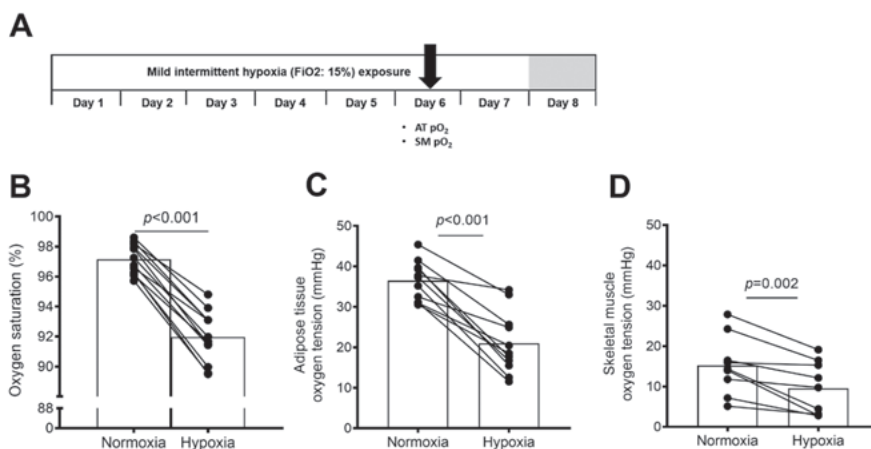 A
Mild intermittent hypoxia (FiO2: 15%) exposure
Day 1 Day 2 Day 3 Day 4 Day 5 Day 6 Day 7 Day 8
• AT pO₂
• SM pO₂
B
p<0.001
Oxygen saturation (%)
100
98
96
94
92
90
88
0
Normoxia Hypoxia
C
p<0.001
Adipose tissue
oxygen tension (mmHg)
50
40
30
20
10
0
Normoxia Hypoxia
D
p=0.002
Skeletal muscle
oxygen tension (mmHg)
50
40
30
20
10
0
Normoxia Hypoxia